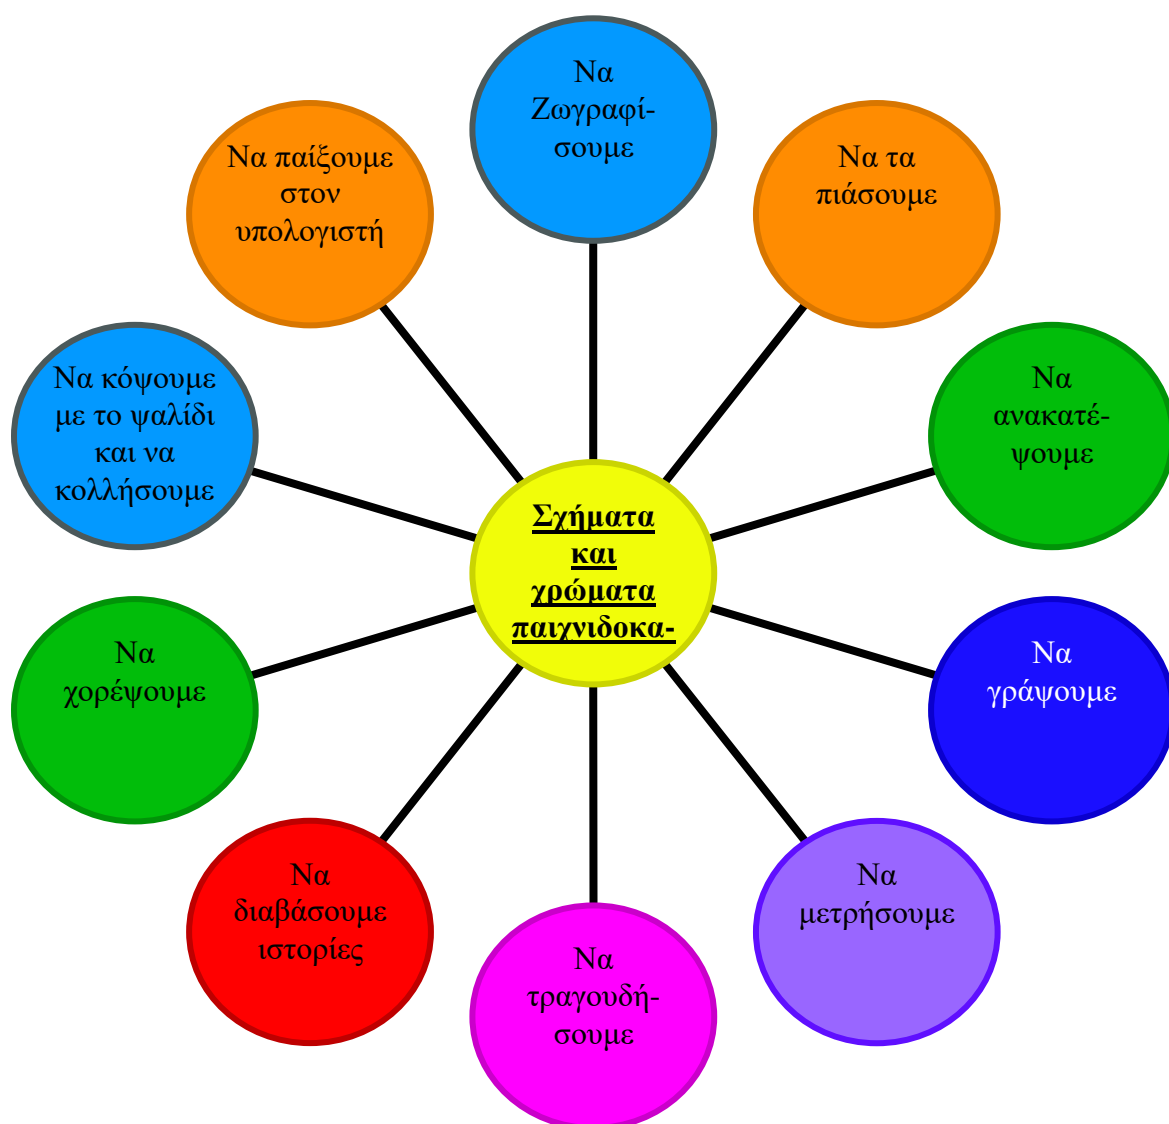 Να
Ζωγραφί-
σουμε
Να τα
πιάσουμε
Να
ανακατέ-
ψουμε
Να
γράψουμε
Να
μετρήσουμε
Να
τραγουδή-
σουμε
Να
διαβάσουμε
ιστορίες
Να
χορέψουμε
Να κόψουμε
με το ψαλίδι
και να
κολλήσουμε
Να παίξουμε
στον
υπολογιστή
Σχήματα
και
χρώματα
παιχνιδοκα-